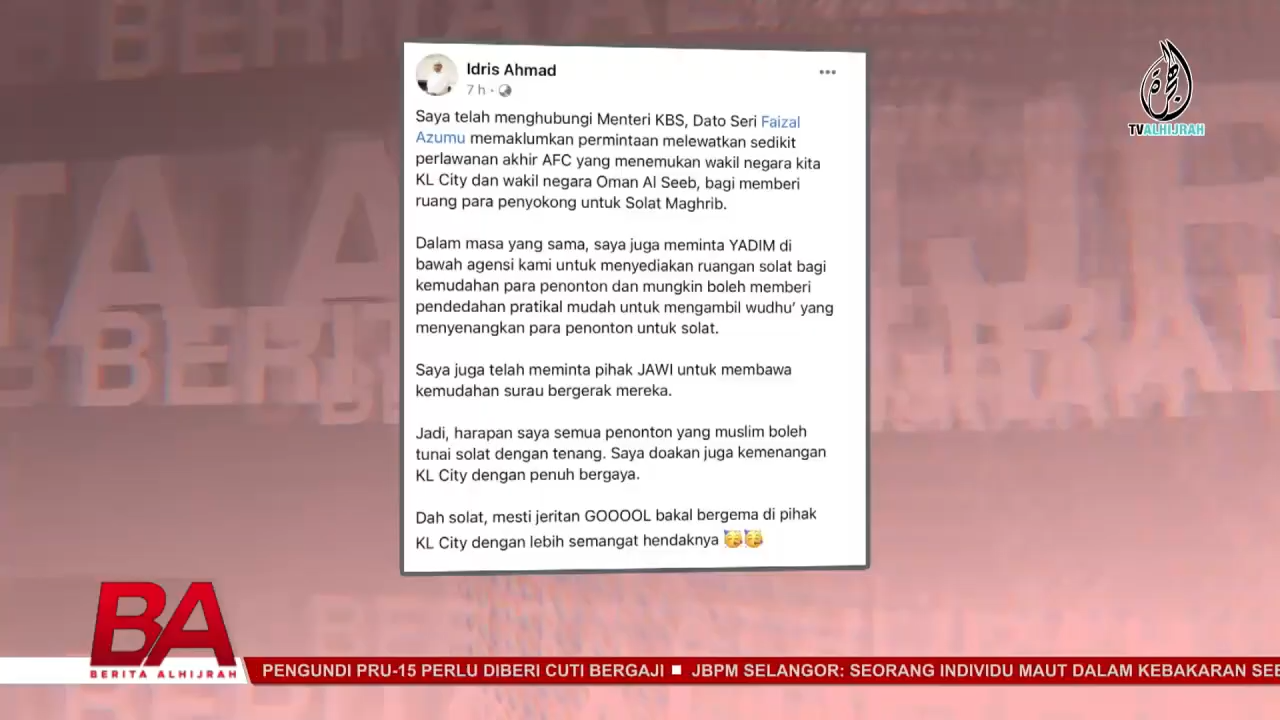 Idris Ahmad
7 h
Saya telah menghubungi Menteri KBS, Dato Seri Faizal
Azumu memaklumkan permintaan melewatkan sedikit
perlawanan akhir AFC yang menemukan wakil negara kita
KL City dan wakil negara Oman Al Seeb, bagi memberi
ruang para penyokong untuk Solat Maghrib.
Dalam masa yang sama, saya juga meminta YADIM di
bawah agensi kami untuk menyediakan ruangan solat bagi
kemudahan para penonton dan mungkin boleh memberi
pendedahan pratikal mudah untuk mengambil wudhu’ yang
menyenangkan para penonton untuk solat.
Saya juga telah meminta pihak JAWI untuk membawa
kemudahan surau bergerak mereka.
Jadi, harapan saya semua penonton yang muslim boleh
tunai solat dengan tenang. Saya doakan juga kemenangan
KL City dengan penuh bergaya.
Dah solat, mesti jeritan GOOOOL bakal bergema di pihak
KL City dengan lebih semangat hendaknya 🥳🥳
TVALHIJRAH
BA
BERITA ALHIJRAH
PENGUNDI PRU-15 PERLU DIBERI CUTI BERGAJI ■ JBPM SELANGOR: SEORANG INDIVIDU MAUT DALAM KEBAKARAN